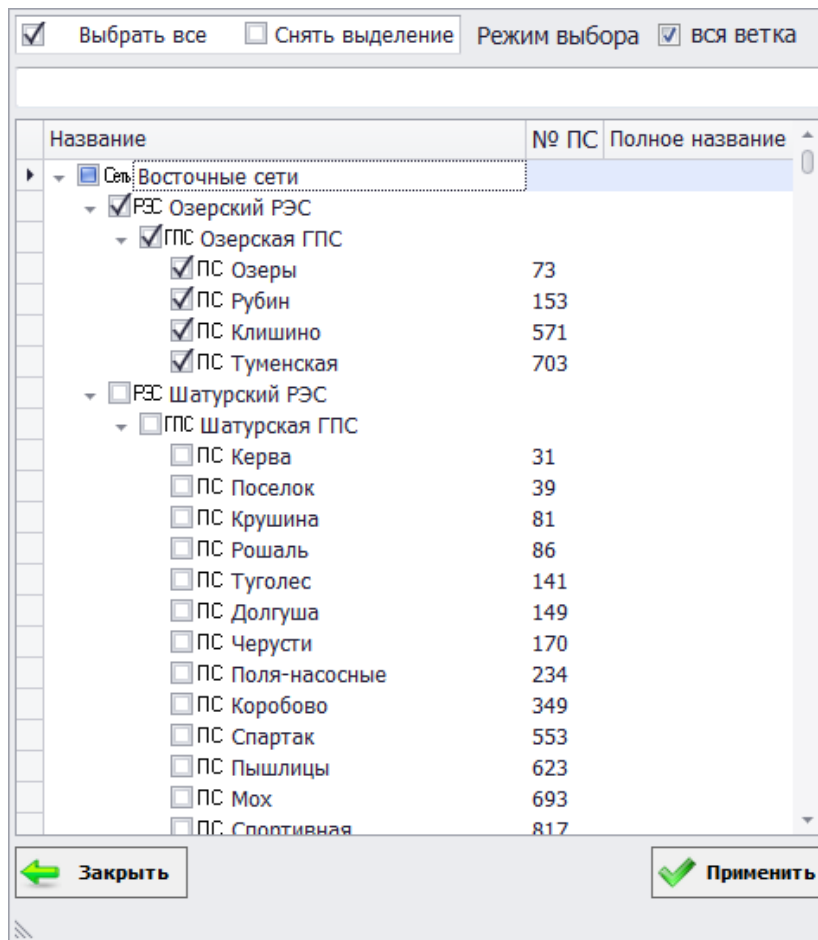 Выбрать все Снять выделение Режим выбора вся ветка
Название № ПС Полное название
Сеть Восточные сети
РЭС Озерский РЭС
ГПС Озерская ГПС
ПС Озеры 73
ПС Рубин 153
ПС Клишино 571
ПС Туменская 703
РЭС Шатурский РЭС
ГПС Шатурская ГПС
ПС Керва 31
ПС Поселок 39
ПС Крушина 81
ПС Рошаль 86
ПС Туголес 141
ПС Долгуша 149
ПС Черусти 170
ПС Поля-насосные 234
ПС Коробово 349
ПС Спартак 553
ПС Пышлицы 623
ПС Мох 693
ПС Спортивная 817
Закрыть Применить